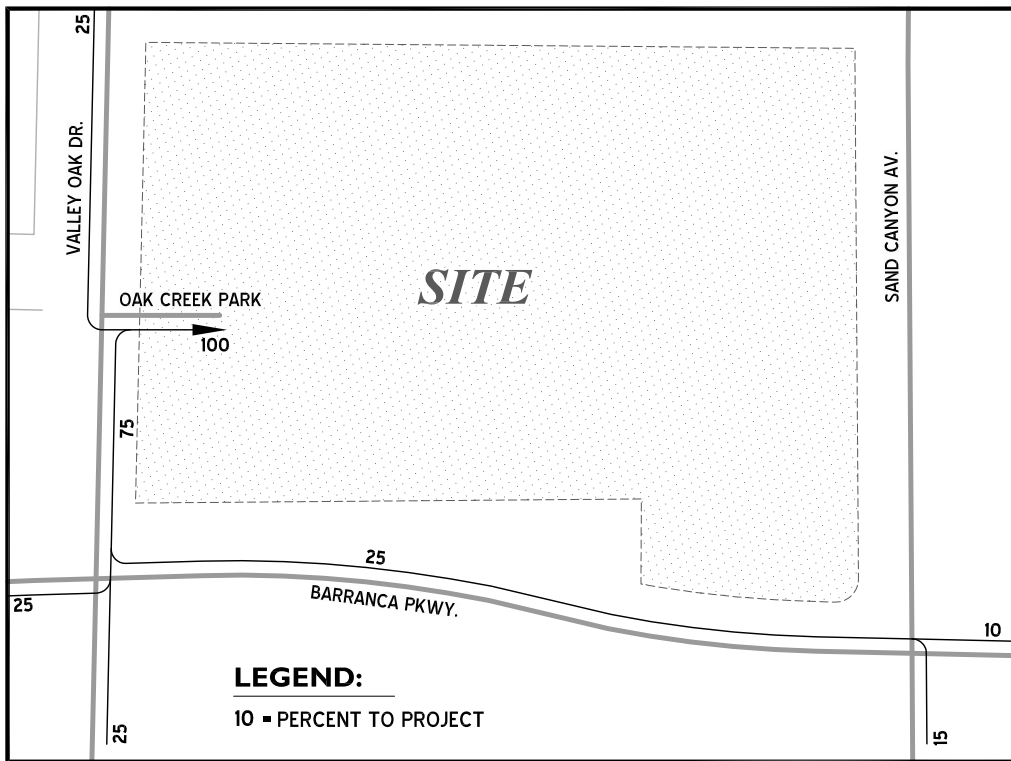 25
VALLEY OAK DR.
SAND CANYON AV.
SITE
OAK CREEK PARK
100
75
25
BARRANCA PKWY.
25
10
LEGEND:
10 = PERCENT TO PROJECT
25
15